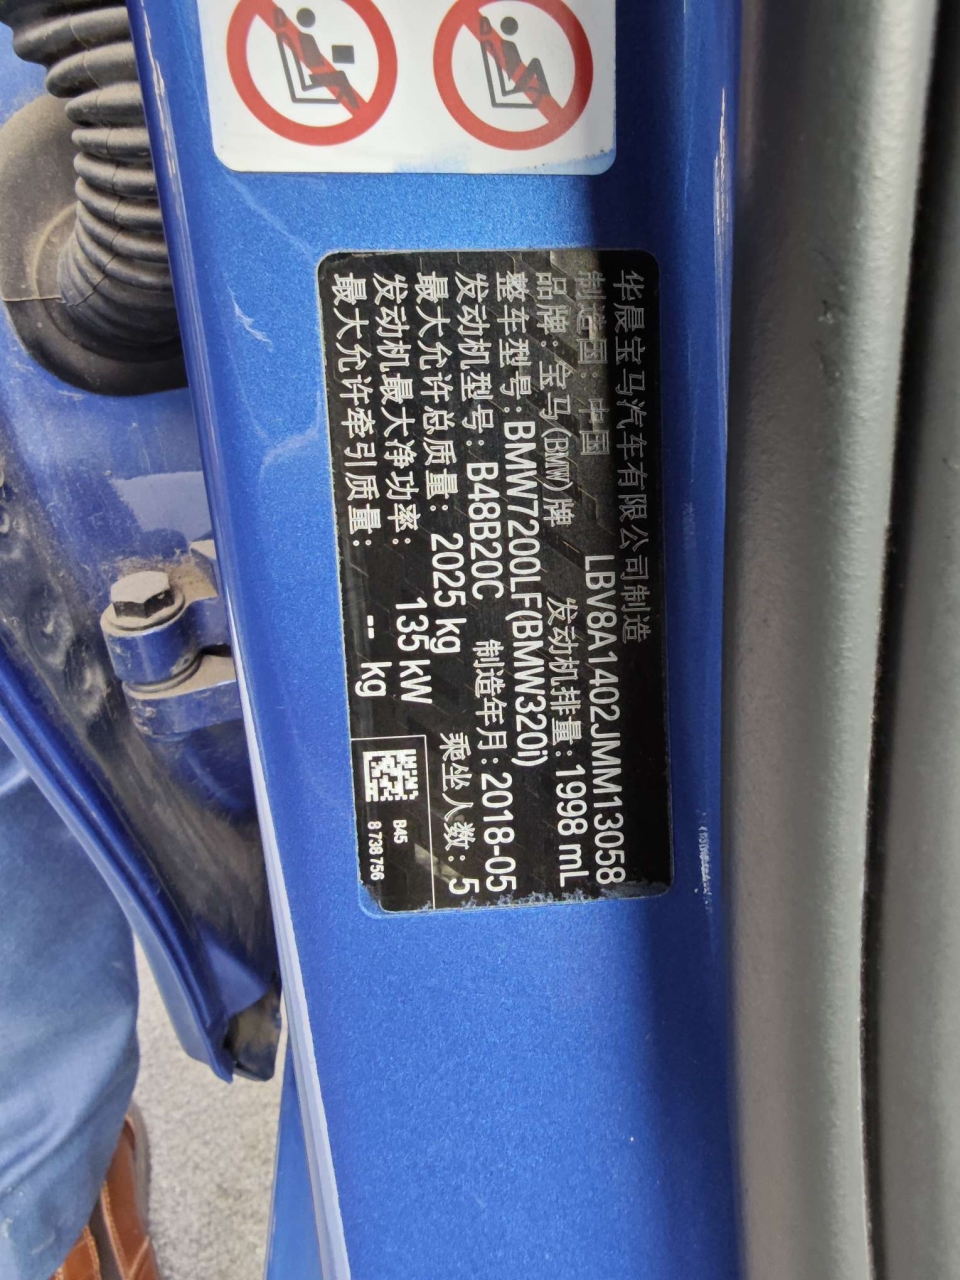 华晨宝马汽车有限公司制造
制造国：中国 LBV8A1402JMM13058
品牌：宝马(BMW)牌 发动机排量：1998 mL
整车型号：BMW7200LF(BMW320i)
发动机型号：B48B20C 制造年月：2018-05
最大允许总质量：2025 kg 乘坐人数：5
发动机最大净功率：135 kW
最大允许牵引质量：-- kg
B45
8 738 756